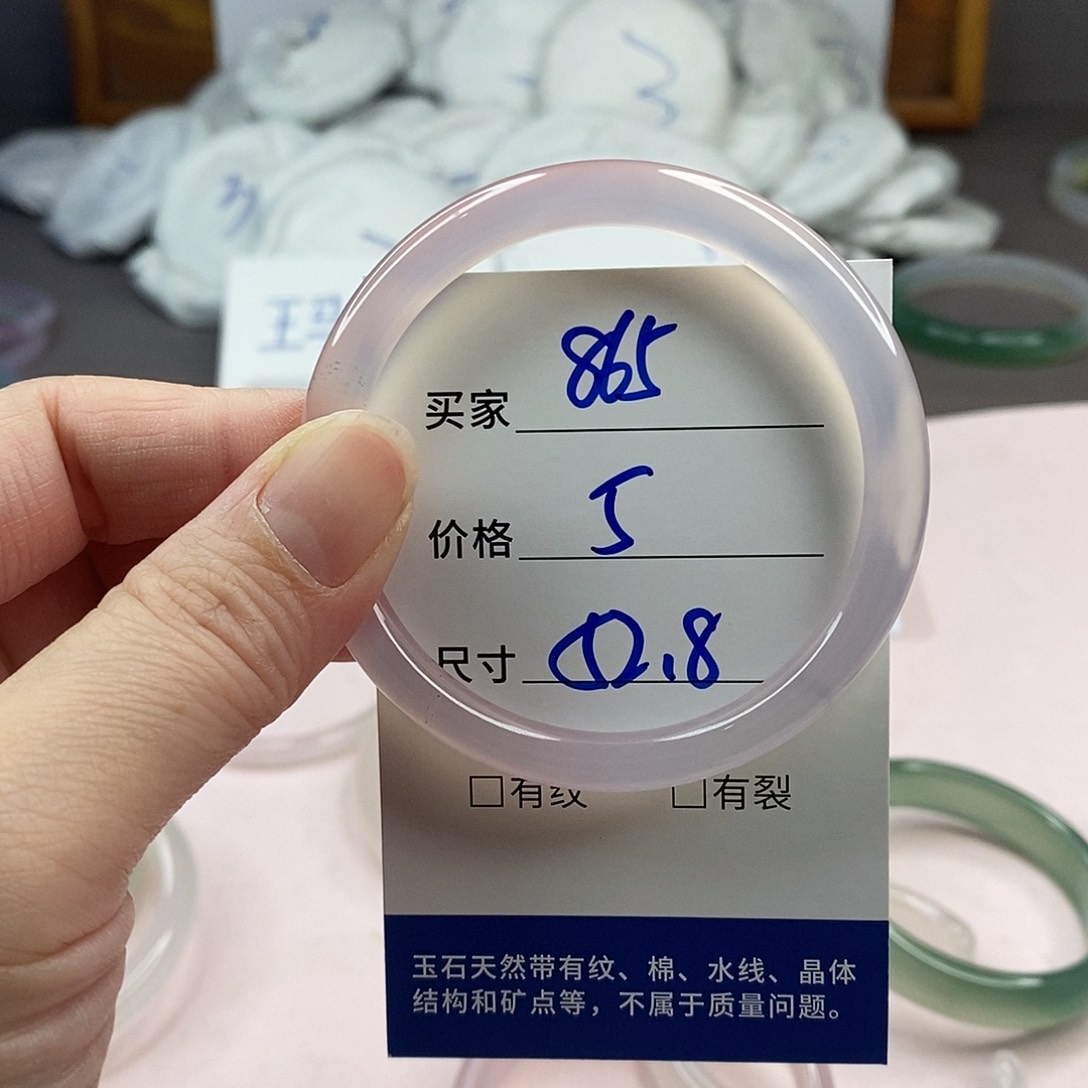 买家 865
价格 5
尺寸
□有纹 □有裂
玉石天然带有纹、棉、水线、晶体
结构和矿点等，不属于质量问题。